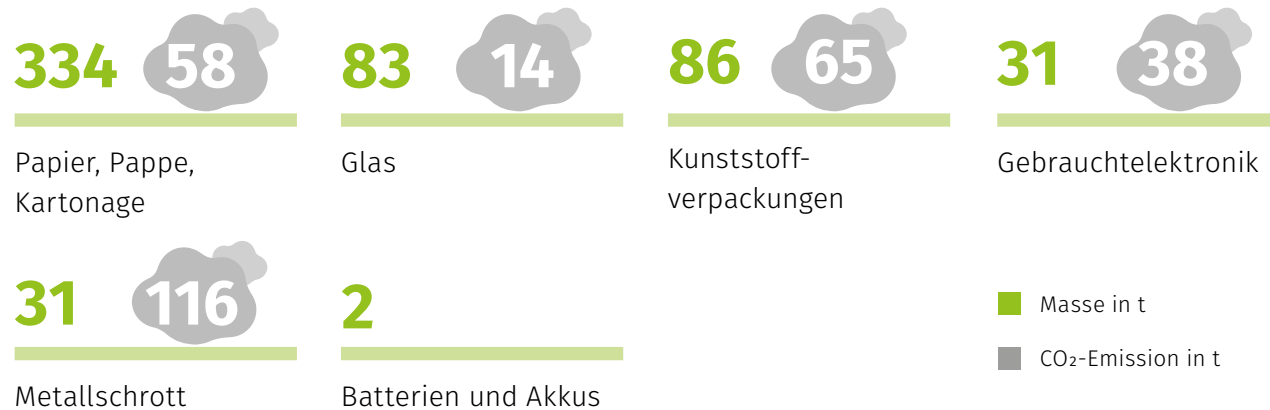 334 58
Papier, Pappe,
Kartonage
83 14
Glas
86 65
Kunststoff-
verpackungen
31 38
Gebrauchtelektronik
31 116
Metallschrott
2
Batterien und Akkus
Masse in t
CO₂-Emission in t